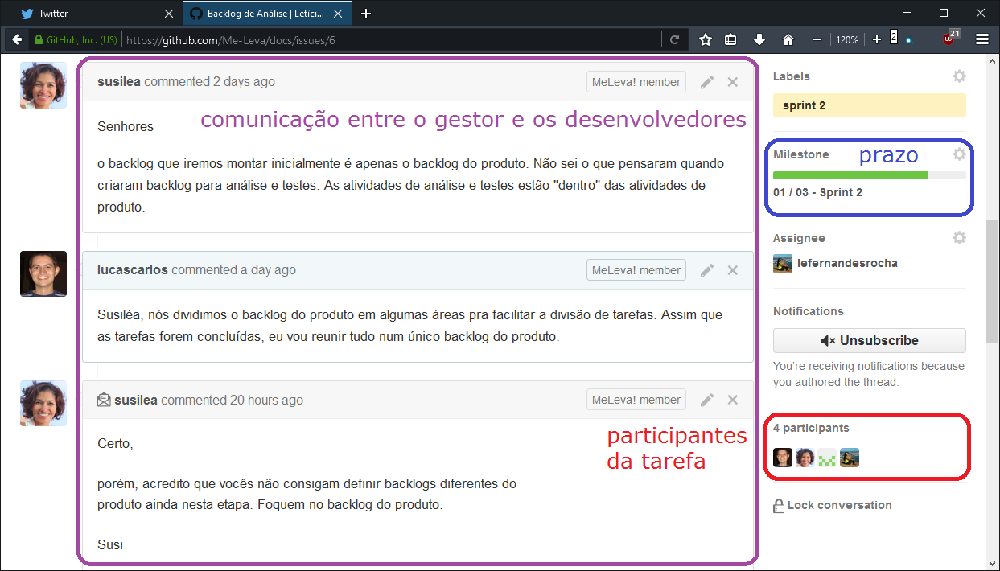 Twitter
Backlog de Análise | Letíci...
GitHub, Inc. (US)
https://github.com/Me-Leva/docs/issues/6
120%
2
21
susilea commented 2 days ago
MeLeva! member
Senhores
comunicação entre o gestor e os desenvolvedores
o backlog que iremos montar inicialmente é apenas o backlog do produto. Não sei o que pensaram quando
criaram backlog para análise e testes. As atividades de análise e testes estão "dentro" das atividades de
produto.
lucascarlos commented a day ago
MeLeva! member
Susiléa, nós dividimos o backlog do produto em algumas áreas pra facilitar a divisão de tarefas. Assim que
as tarefas forem concluídas, eu vou reunir tudo num único backlog do produto.
susilea commented 20 hours ago
MeLeva! member
Certo,
participantes
da tarefa
porém, acredito que vocês não consigam definir backlogs diferentes do
produto ainda nesta etapa. Foquem no backlog do produto.
Susi
Labels
sprint 2
Milestone
prazo
01 / 03 - Sprint 2
Assignee
lefernandesrocha
Notifications
Unsubscribe
You're receiving notifications because
you authored the thread.
4 participants
Lock conversation